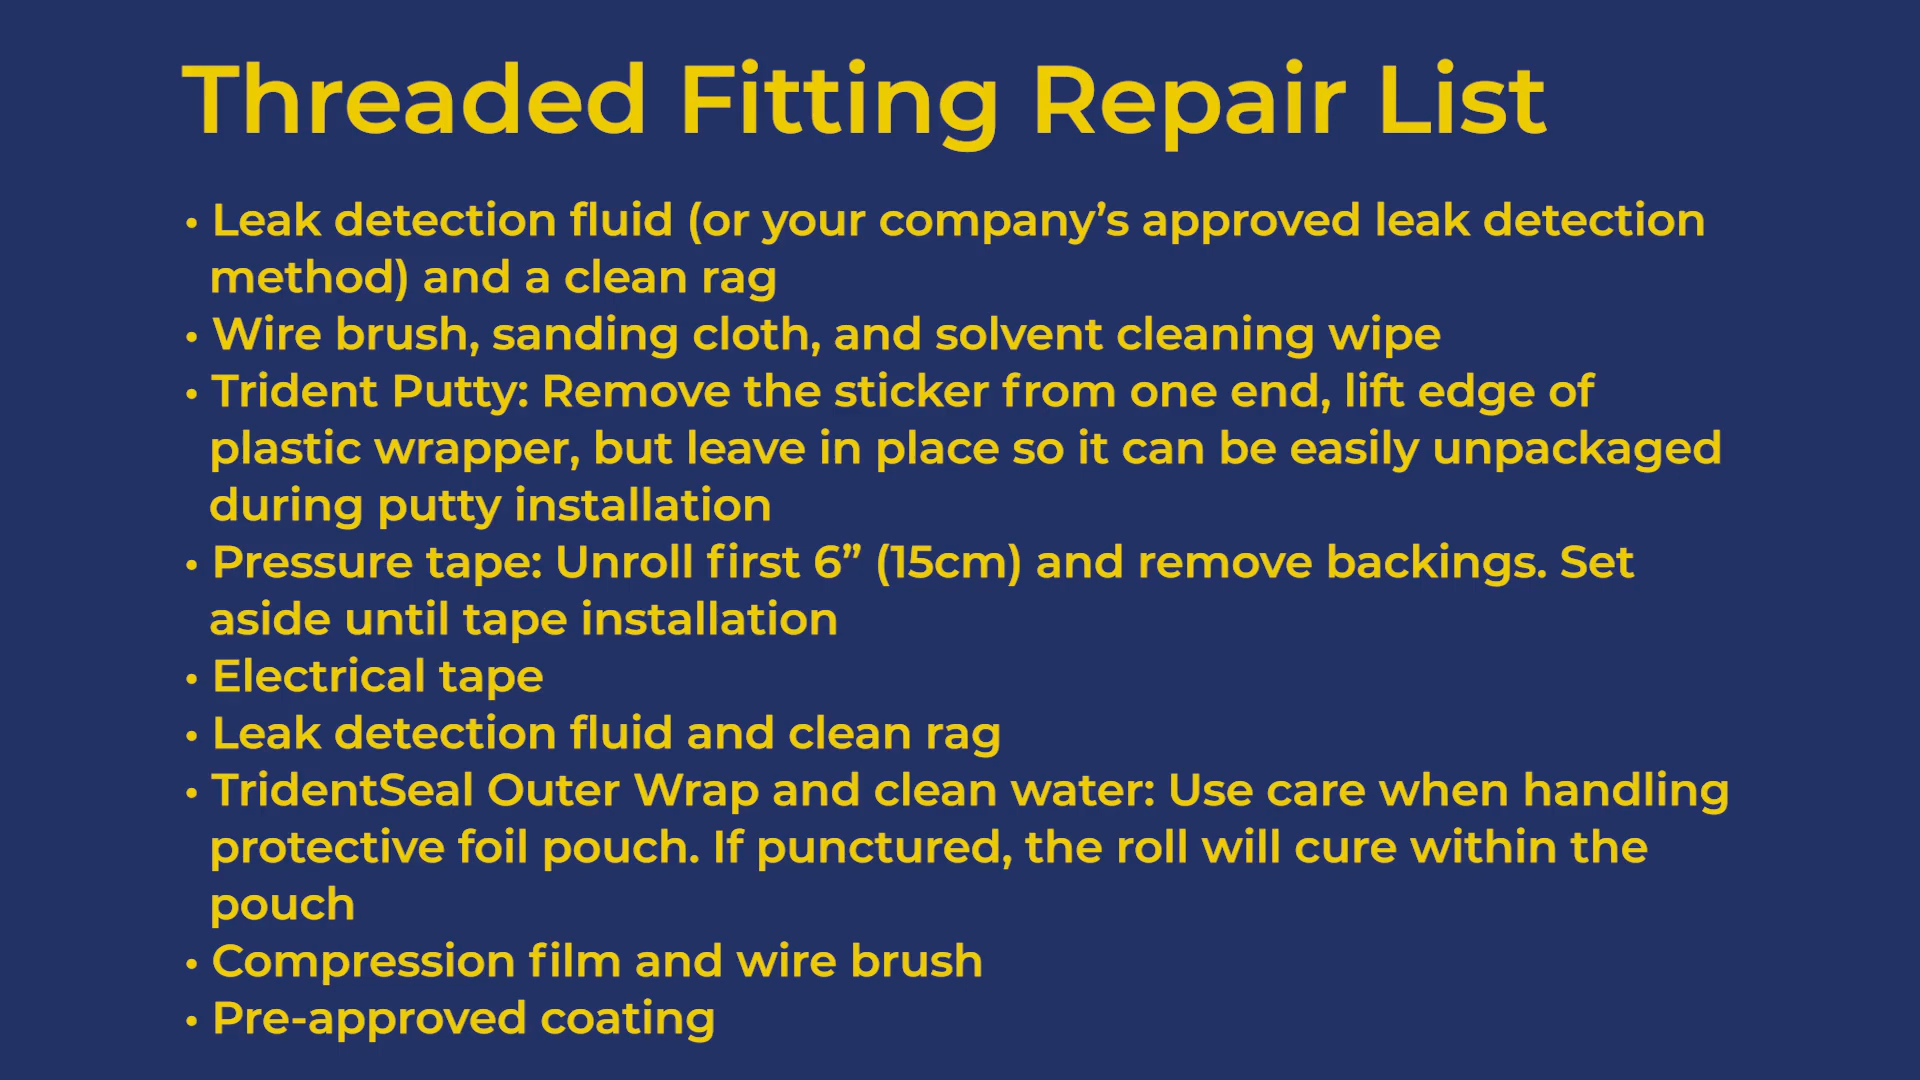 Threaded Fitting Repair List
• Leak detection fluid (or your company’s approved leak detection
method) and a clean rag
• Wire brush, sanding cloth, and solvent cleaning wipe
• Trident Putty: Remove the sticker from one end, lift edge of
plastic wrapper, but leave in place so it can be easily unpackaged
during putty installation
• Pressure tape: Unroll first 6” (15cm) and remove backings. Set
aside until tape installation
• Electrical tape
• Leak detection fluid and clean rag
• TridentSeal Outer Wrap and clean water: Use care when handling
protective foil pouch. If punctured, the roll will cure within the
pouch
• Compression film and wire brush
• Pre-approved coating